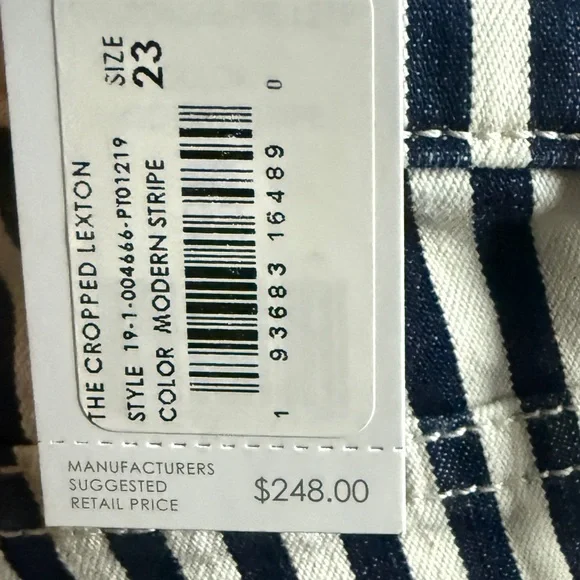 THE CROPPED LEXTON
STYLE 19-1-004666-PT01219
COLOR MODERN STRIPE
SIZE
23
1 93683 16489 0
MANUFACTURERS
SUGGESTED
RETAIL PRICE
$248.00